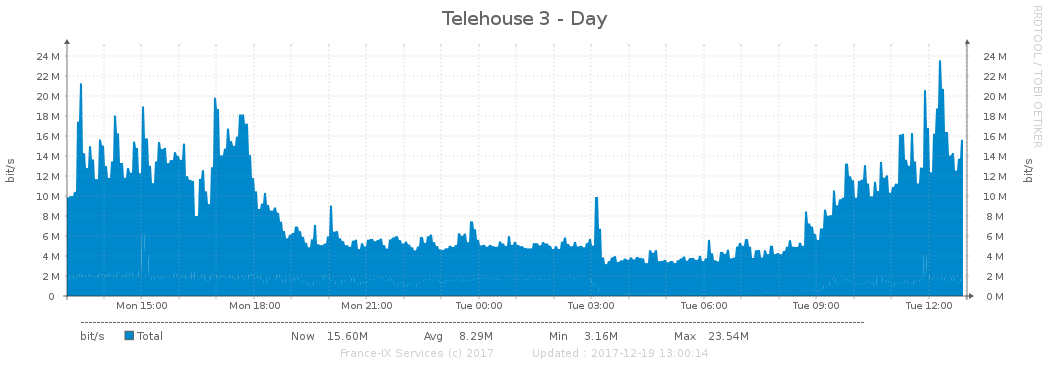 Telehouse 3 - Day
RRDTOOL / TOBI OETIKER
bit/s
24 M 24 M
22 M 22 M
20 M 20 M
18 M 18 M
16 M 16 M
14 M 14 M
12 M 12 M
10 M 10 M
8 M 8 M
6 M 6 M
4 M 4 M
2 M 2 M
0 0 M
bit/s
Mon 15:00 Mon 18:00 Mon 21:00 Tue 00:00 Tue 03:00 Tue 06:00 Tue 09:00 Tue 12:00
bit/s Total Now 15.60M Avg 8.29M Min 3.16M Max 23.54M
France-IX Services (c) 2017 Updated : 2017-12-19 13:00:14